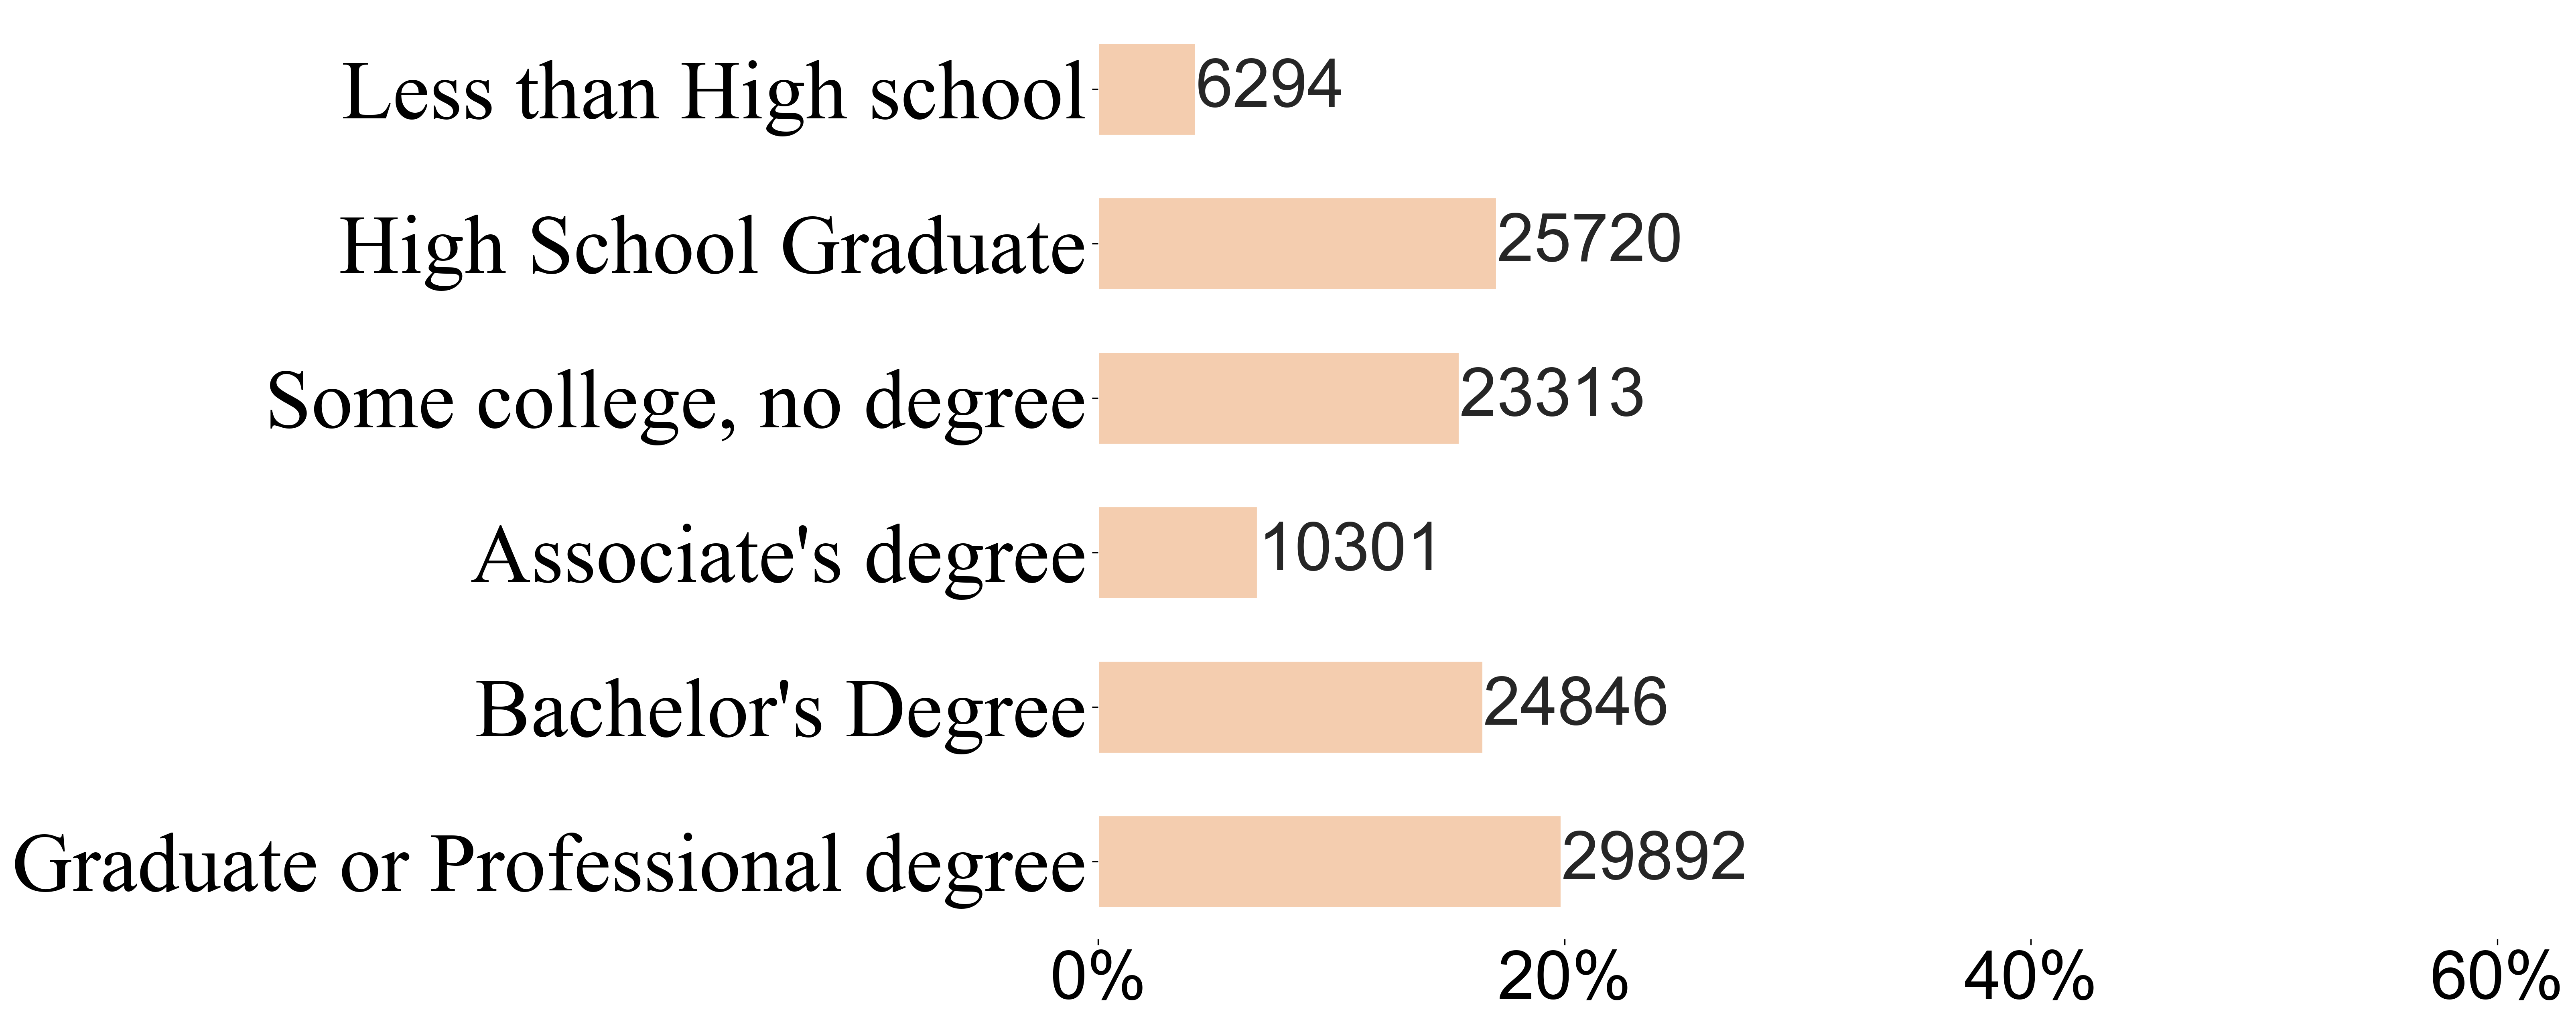 Less than High school 6294
High School Graduate 25720
Some college, no degree 23313
Associate's degree 10301
Bachelor's Degree 24846
Graduate or Professional degree 29892
0% 20% 40% 60%